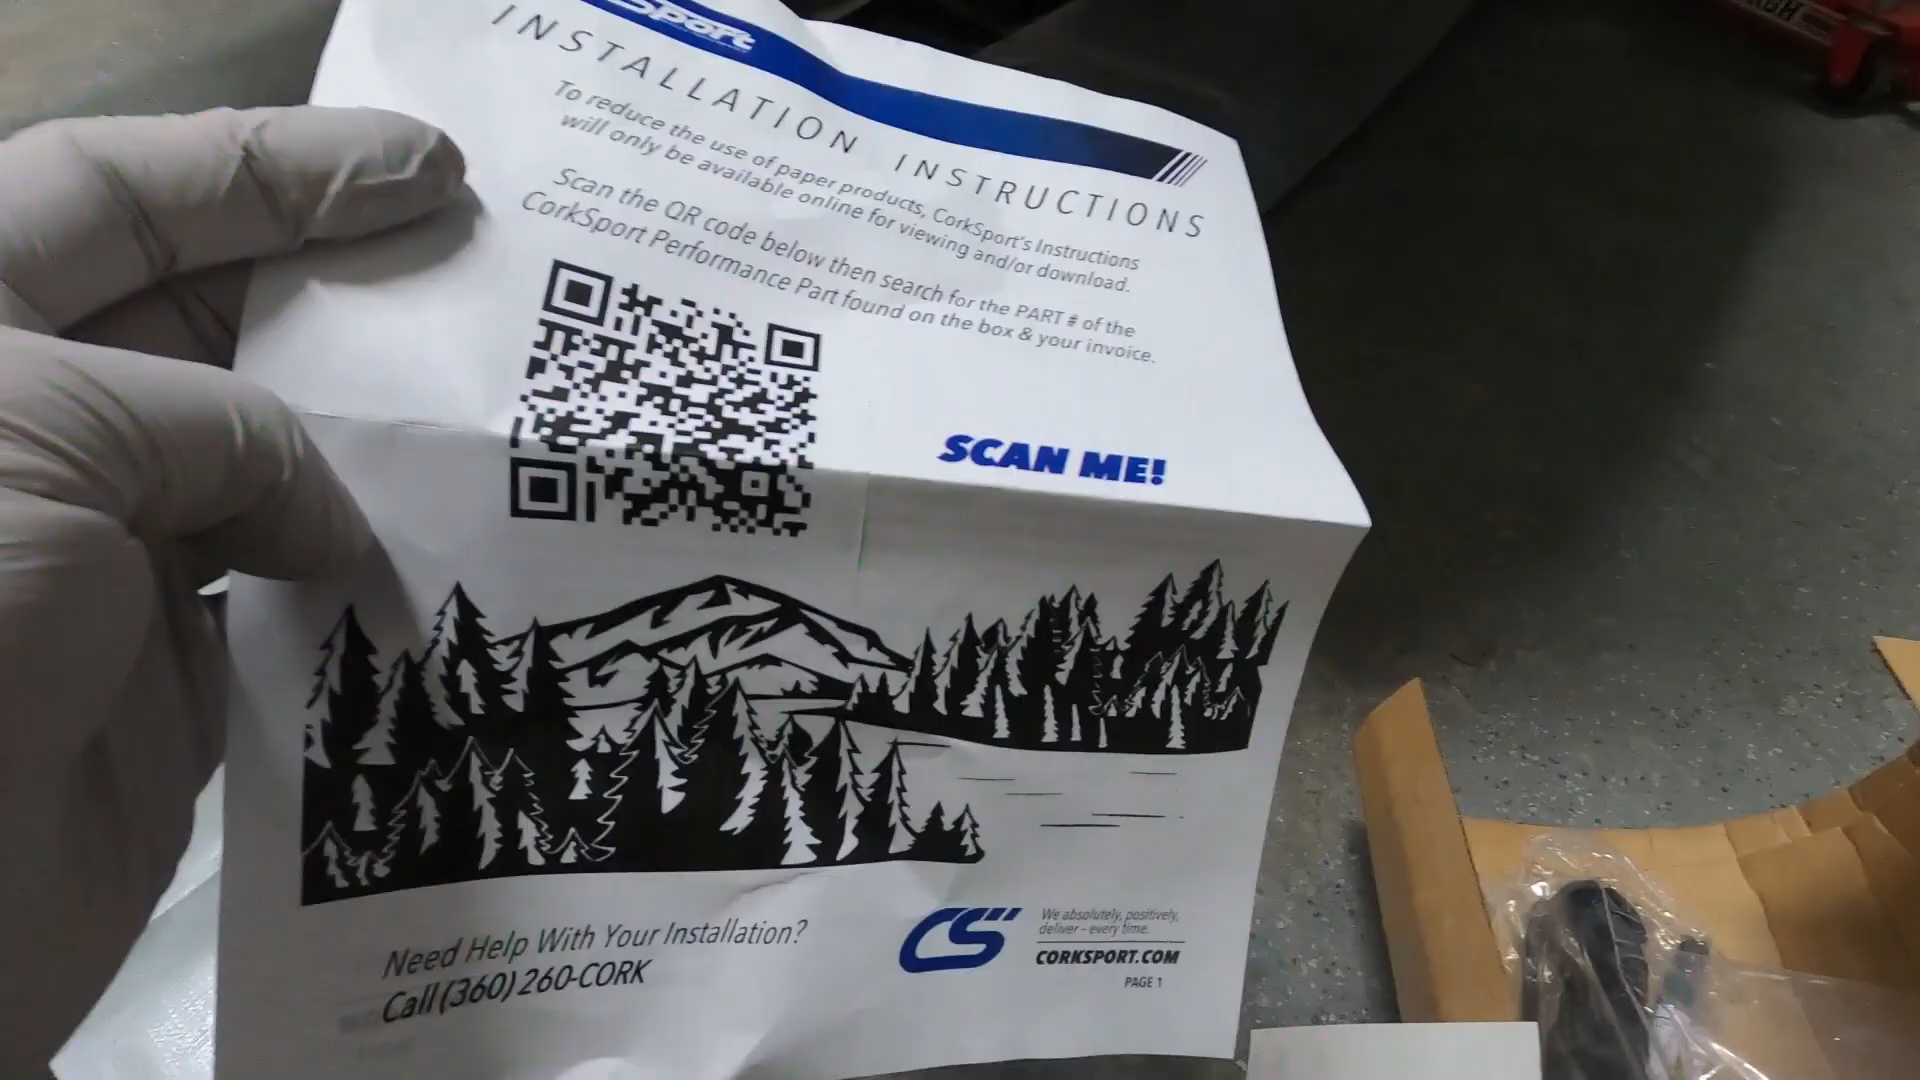 Sport
INSTALLATION INSTRUCTIONS
To reduce the use of paper products, CorkSport's Instructions
will only be available online for viewing and/or download.
Scan the QR code below then search for the PART # of the
CorkSport Performance Part found on the box & your invoice.
SCAN ME!
Need Help With Your Installation?
Call (360) 260-CORK
CS
We absolutely, positively,
deliver - every time.
CORKSPORT.COM
PAGE 1